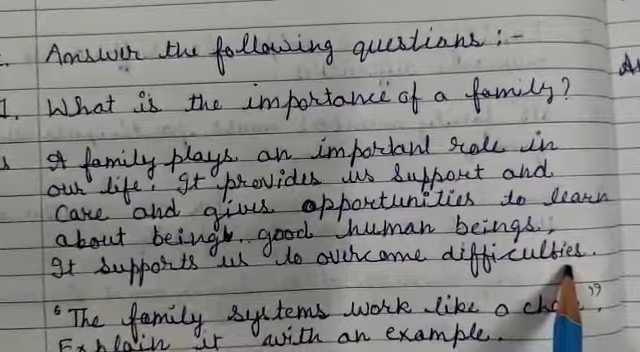 Answer the following questions :-
1. What is the importance of a family?
A family plays an important role in
our life. It provides us support and
care and gives opportunities to learn
about being good human beings.
It supports us to overcome difficulties.
"The family systems work like a
Explain it with an example.